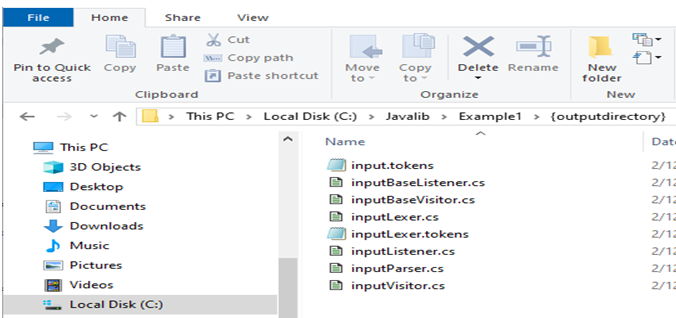 File Home Share View
Pin to Quick access
Copy
Paste
Cut
Copy path
Paste shortcut
Move to
Copy to
Delete
Rename
New folder
Clipboard Organize New
This PC > Local Disk (C:) > Javalib > Example1 > {outputdirectory}
This PC
3D Objects
Desktop
Documents
Downloads
Music
Pictures
Videos
Local Disk (C:)
Name Date
input.tokens 2/12
inputBaseListener.cs 2/12
inputBaseVisitor.cs 2/12
inputLexer.cs 2/12
inputLexer.tokens 2/12
inputListener.cs 2/12
inputParser.cs 2/12
inputVisitor.cs 2/12